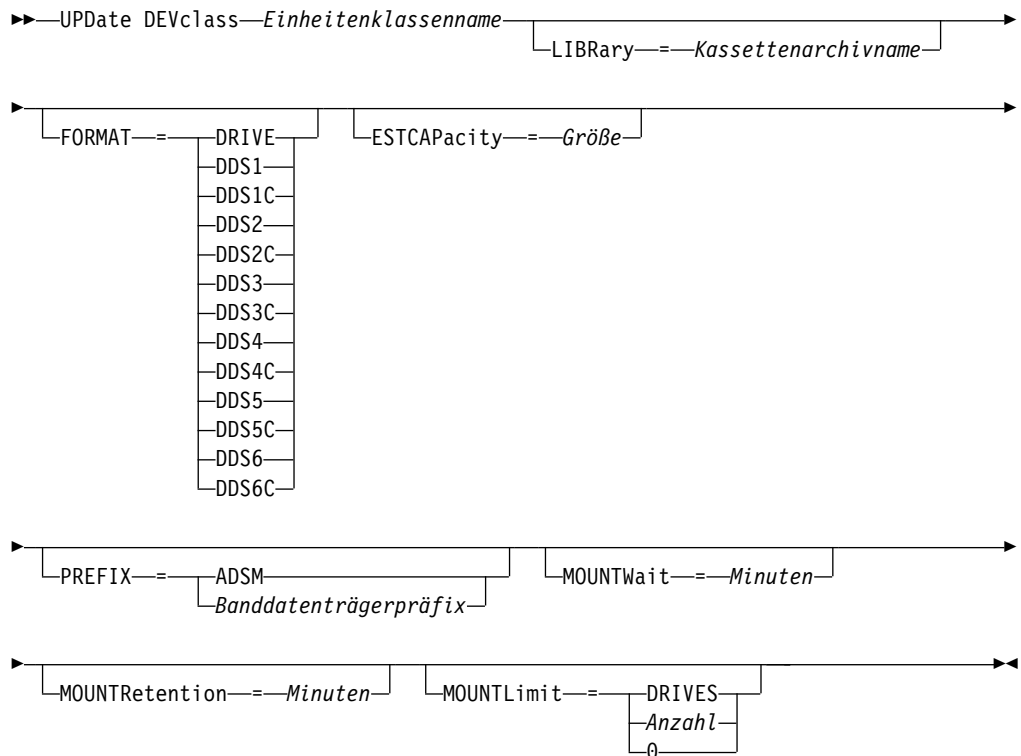 UPDate DEVclass Einheitenklassenname
LIBRary = Kassettenarchivname
FORMAT = DRIVE
DDS1
DDS1C
DDS2
DDS2C
DDS3
DDS3C
DDS4
DDS4C
DDS5
DDS5C
DDS6
DDS6C
ESTCAPacity = Größe
PREFIX = ADSM
Banddatenträgerpräfix
MOUNTWait = Minuten
MOUNTRetention = Minuten
MOUNTLimit = DRIVES
Anzahl
0